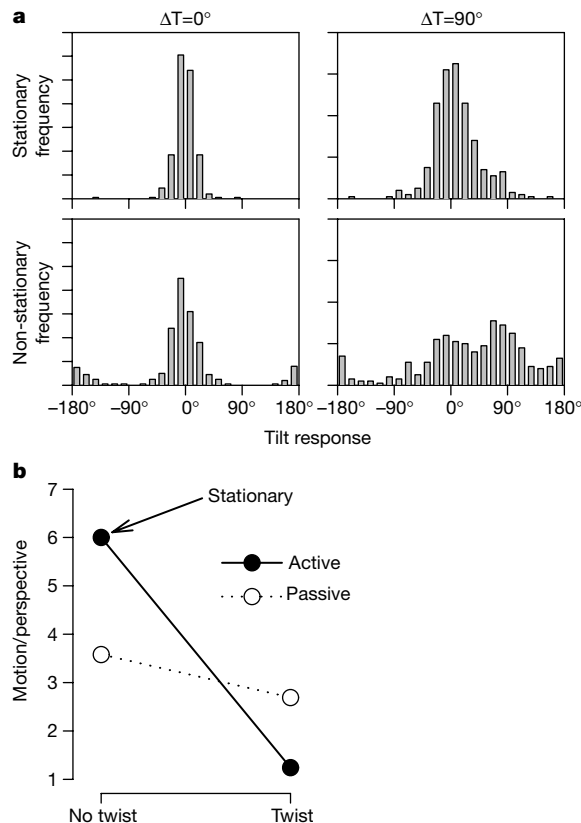 a
ΔT=0°
ΔT=90°
Stationary
frequency
Non-stationary
frequency
−180° −90° 0° 90° 180° −180° −90° 0° 90° 180°
Tilt response
b
Motion/perspective
7
6
5
4
3
2
1
Stationary
Active
Passive
No twist
Twist